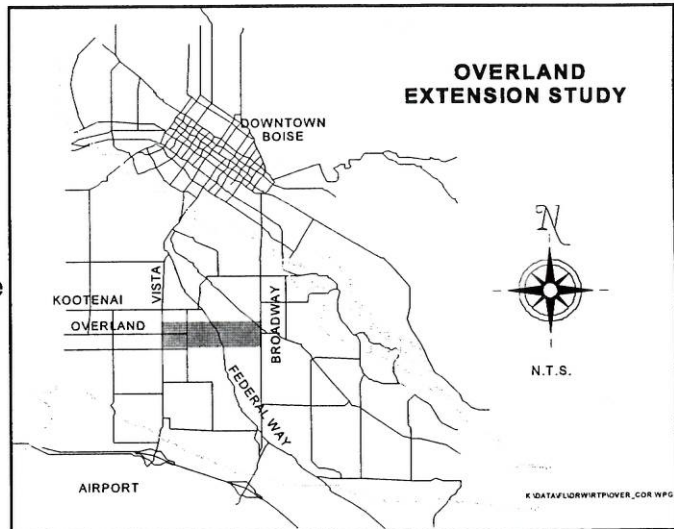 OVERLAND
EXTENSION STUDY
DOWNTOWN
BOISE
N
KOOTENAI
VISTA
OVERLAND
BROADWAY
N.T.S.
FEDERAL WAY
AIRPORT